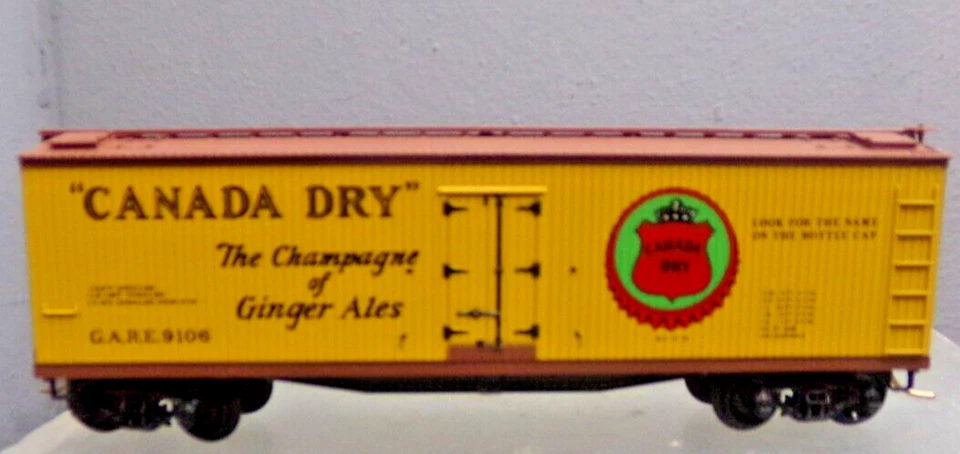 "CANADA DRY"
The Champagne
of
Ginger Ales
G.A.R.E. 9106
CANADA
DRY
LOOK FOR THE NAME
ON THE BOTTLE CAP